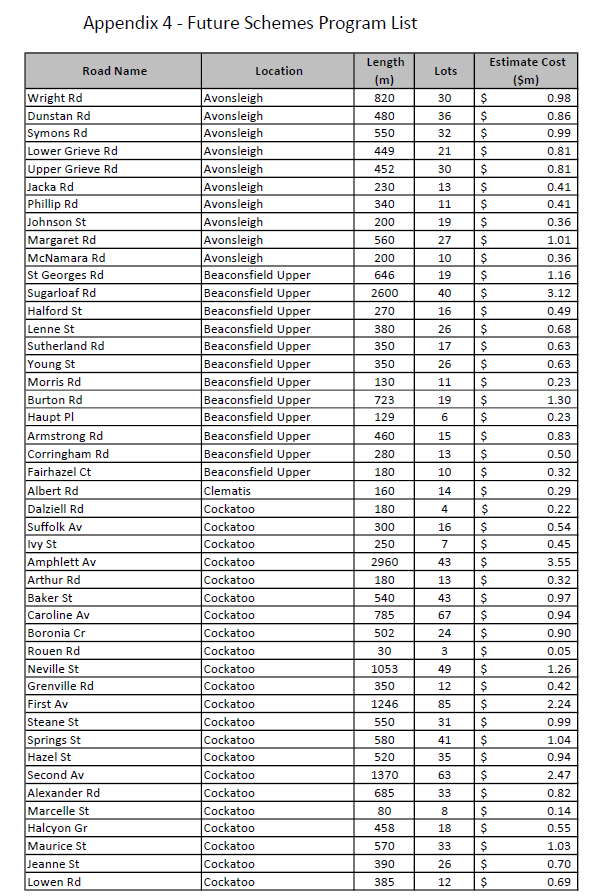 Appendix 4 - Future Schemes Program List
Road Name Location Length (m) Lots Estimate Cost ($m)
Wright Rd Avonsleigh 820 30 $ 0.98
Dunstan Rd Avonsleigh 480 36 $ 0.86
Symons Rd Avonsleigh 550 32 $ 0.99
Lower Grieve Rd Avonsleigh 449 21 $ 0.81
Upper Grieve Rd Avonsleigh 452 30 $ 0.81
Jacka Rd Avonsleigh 230 13 $ 0.41
Phillip Rd Avonsleigh 340 11 $ 0.41
Johnson St Avonsleigh 200 19 $ 0.36
Margaret Rd Avonsleigh 560 27 $ 1.01
McNamara Rd Avonsleigh 200 10 $ 0.36
St Georges Rd Beaconsfield Upper 646 19 $ 1.16
Sugarloaf Rd Beaconsfield Upper 2600 40 $ 3.12
Halford St Beaconsfield Upper 270 16 $ 0.49
Lenne St Beaconsfield Upper 380 26 $ 0.68
Sutherland Rd Beaconsfield Upper 350 17 $ 0.63
Young St Beaconsfield Upper 350 26 $ 0.63
Morris Rd Beaconsfield Upper 130 11 $ 0.23
Burton Rd Beaconsfield Upper 723 19 $ 1.30
Haupt Pl Beaconsfield Upper 129 6 $ 0.23
Armstrong Rd Beaconsfield Upper 460 15 $ 0.83
Corringham Rd Beaconsfield Upper 280 13 $ 0.50
Fairhazel Ct Beaconsfield Upper 180 10 $ 0.32
Albert Rd Clematis 160 14 $ 0.29
Dalziell Rd Cockatoo 180 4 $ 0.22
Suffolk Av Cockatoo 300 16 $ 0.54
Ivy St Cockatoo 250 7 $ 0.45
Amphlett Av Cockatoo 2960 43 $ 3.55
Arthur Rd Cockatoo 180 13 $ 0.32
Baker St Cockatoo 540 43 $ 0.97
Caroline Av Cockatoo 785 67 $ 0.94
Boronia Cr Cockatoo 502 24 $ 0.90
Rouen Rd Cockatoo 30 3 $ 0.05
Neville St Cockatoo 1053 49 $ 1.26
Grenville Rd Cockatoo 350 12 $ 0.42
First Av Cockatoo 1246 85 $ 2.24
Steane St Cockatoo 550 31 $ 0.99
Springs St Cockatoo 580 41 $ 1.04
Hazel St Cockatoo 520 35 $ 0.94
Second Av Cockatoo 1370 63 $ 2.47
Alexander Rd Cockatoo 685 33 $ 0.82
Marcelle St Cockatoo 80 8 $ 0.14
Halcyon Gr Cockatoo 458 18 $ 0.55
Maurice St Cockatoo 570 33 $ 1.03
Jeanne St Cockatoo 390 26 $ 0.70
Lowen Rd Cockatoo 385 12 $ 0.69